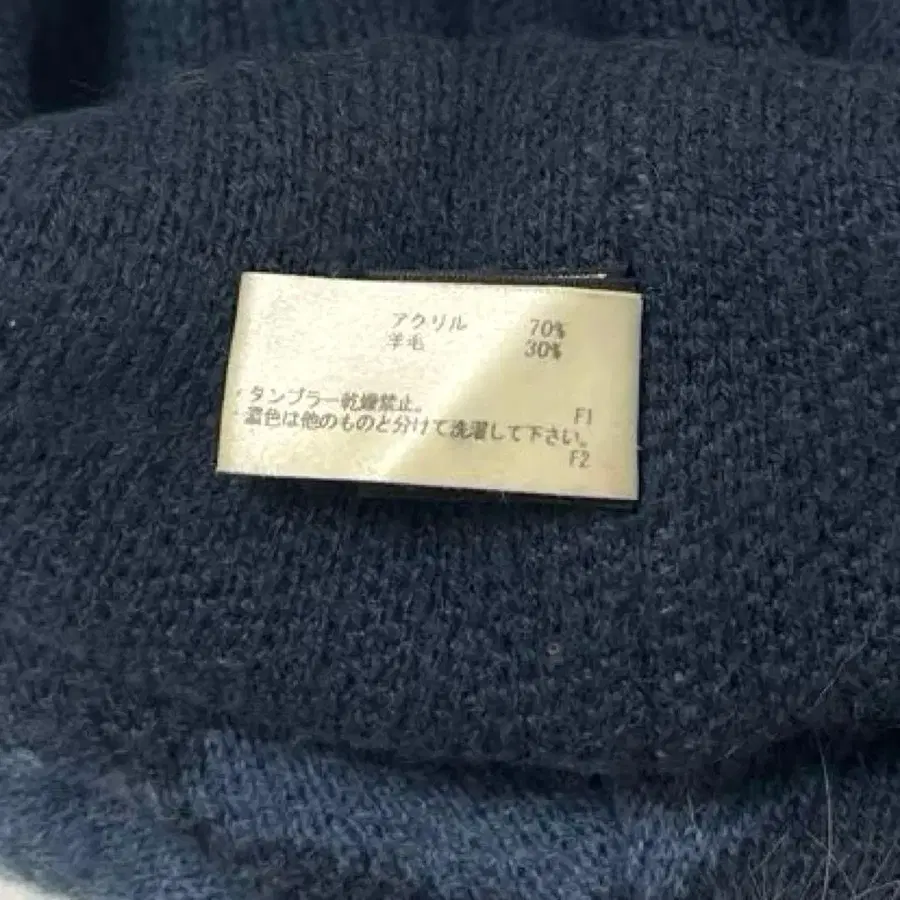 アクリル 70%
羊毛 30%
・タンブラー乾燥禁止。 F1
・濃色は他のものと分けて洗濯して下さい。
F2